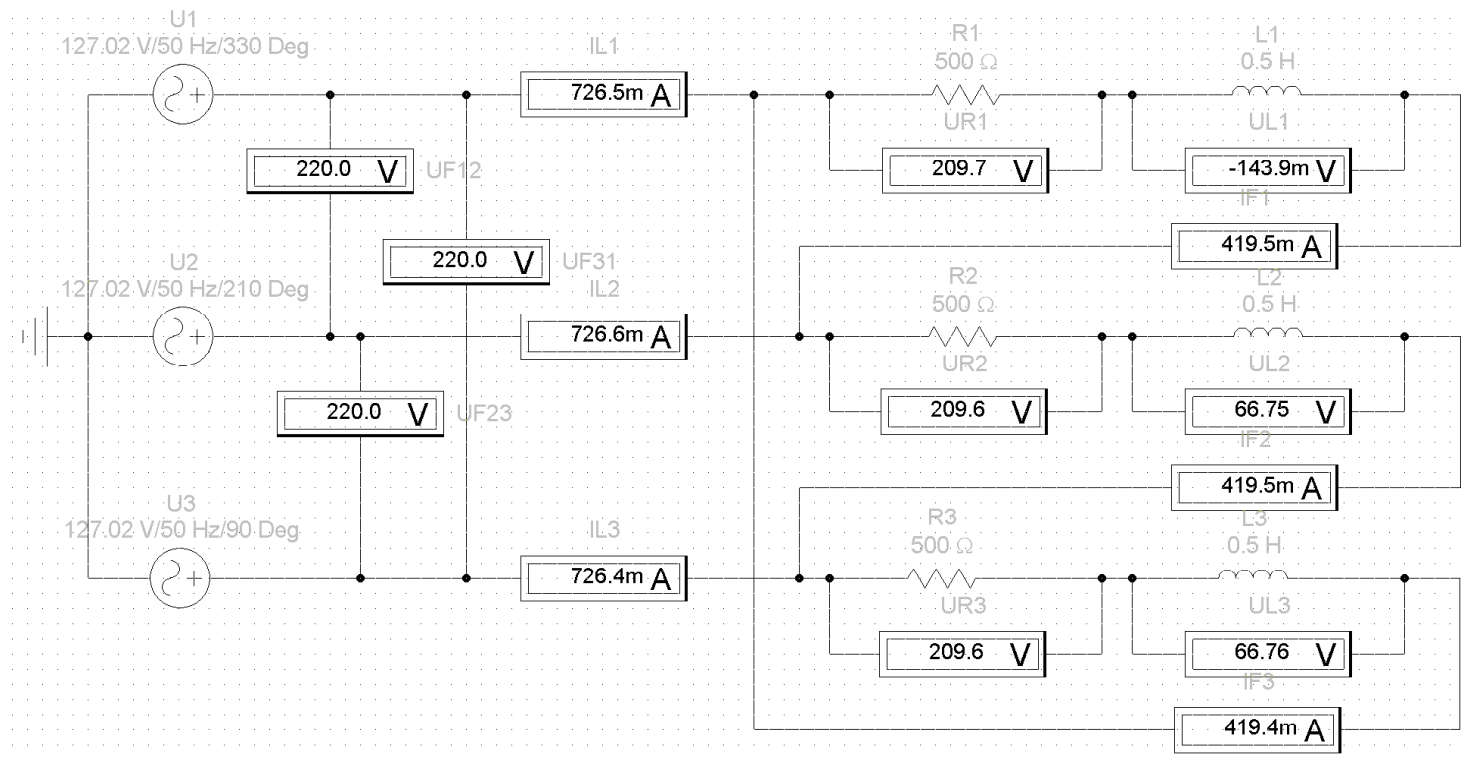 U1
127.02 V/50 Hz/330 Deg
IL1
726.5m A
R1
500 Ω
UR1
209.7 V
L1
0.5 H
UL1
-143.9m V
220.0 V UF12
IF1
419.5m A
220.0 V UF31
U2
127.02 V/50 Hz/210 Deg
IL2
726.6m A
R2
500 Ω
UR2
209.6 V
L2
0.5 H
UL2
66.75 V
220.0 V UF23
IF2
419.5m A
U3
127.02 V/50 Hz/90 Deg
IL3
726.4m A
R3
500 Ω
UR3
209.6 V
L3
0.5 H
UL3
66.76 V
IF3
419.4m A